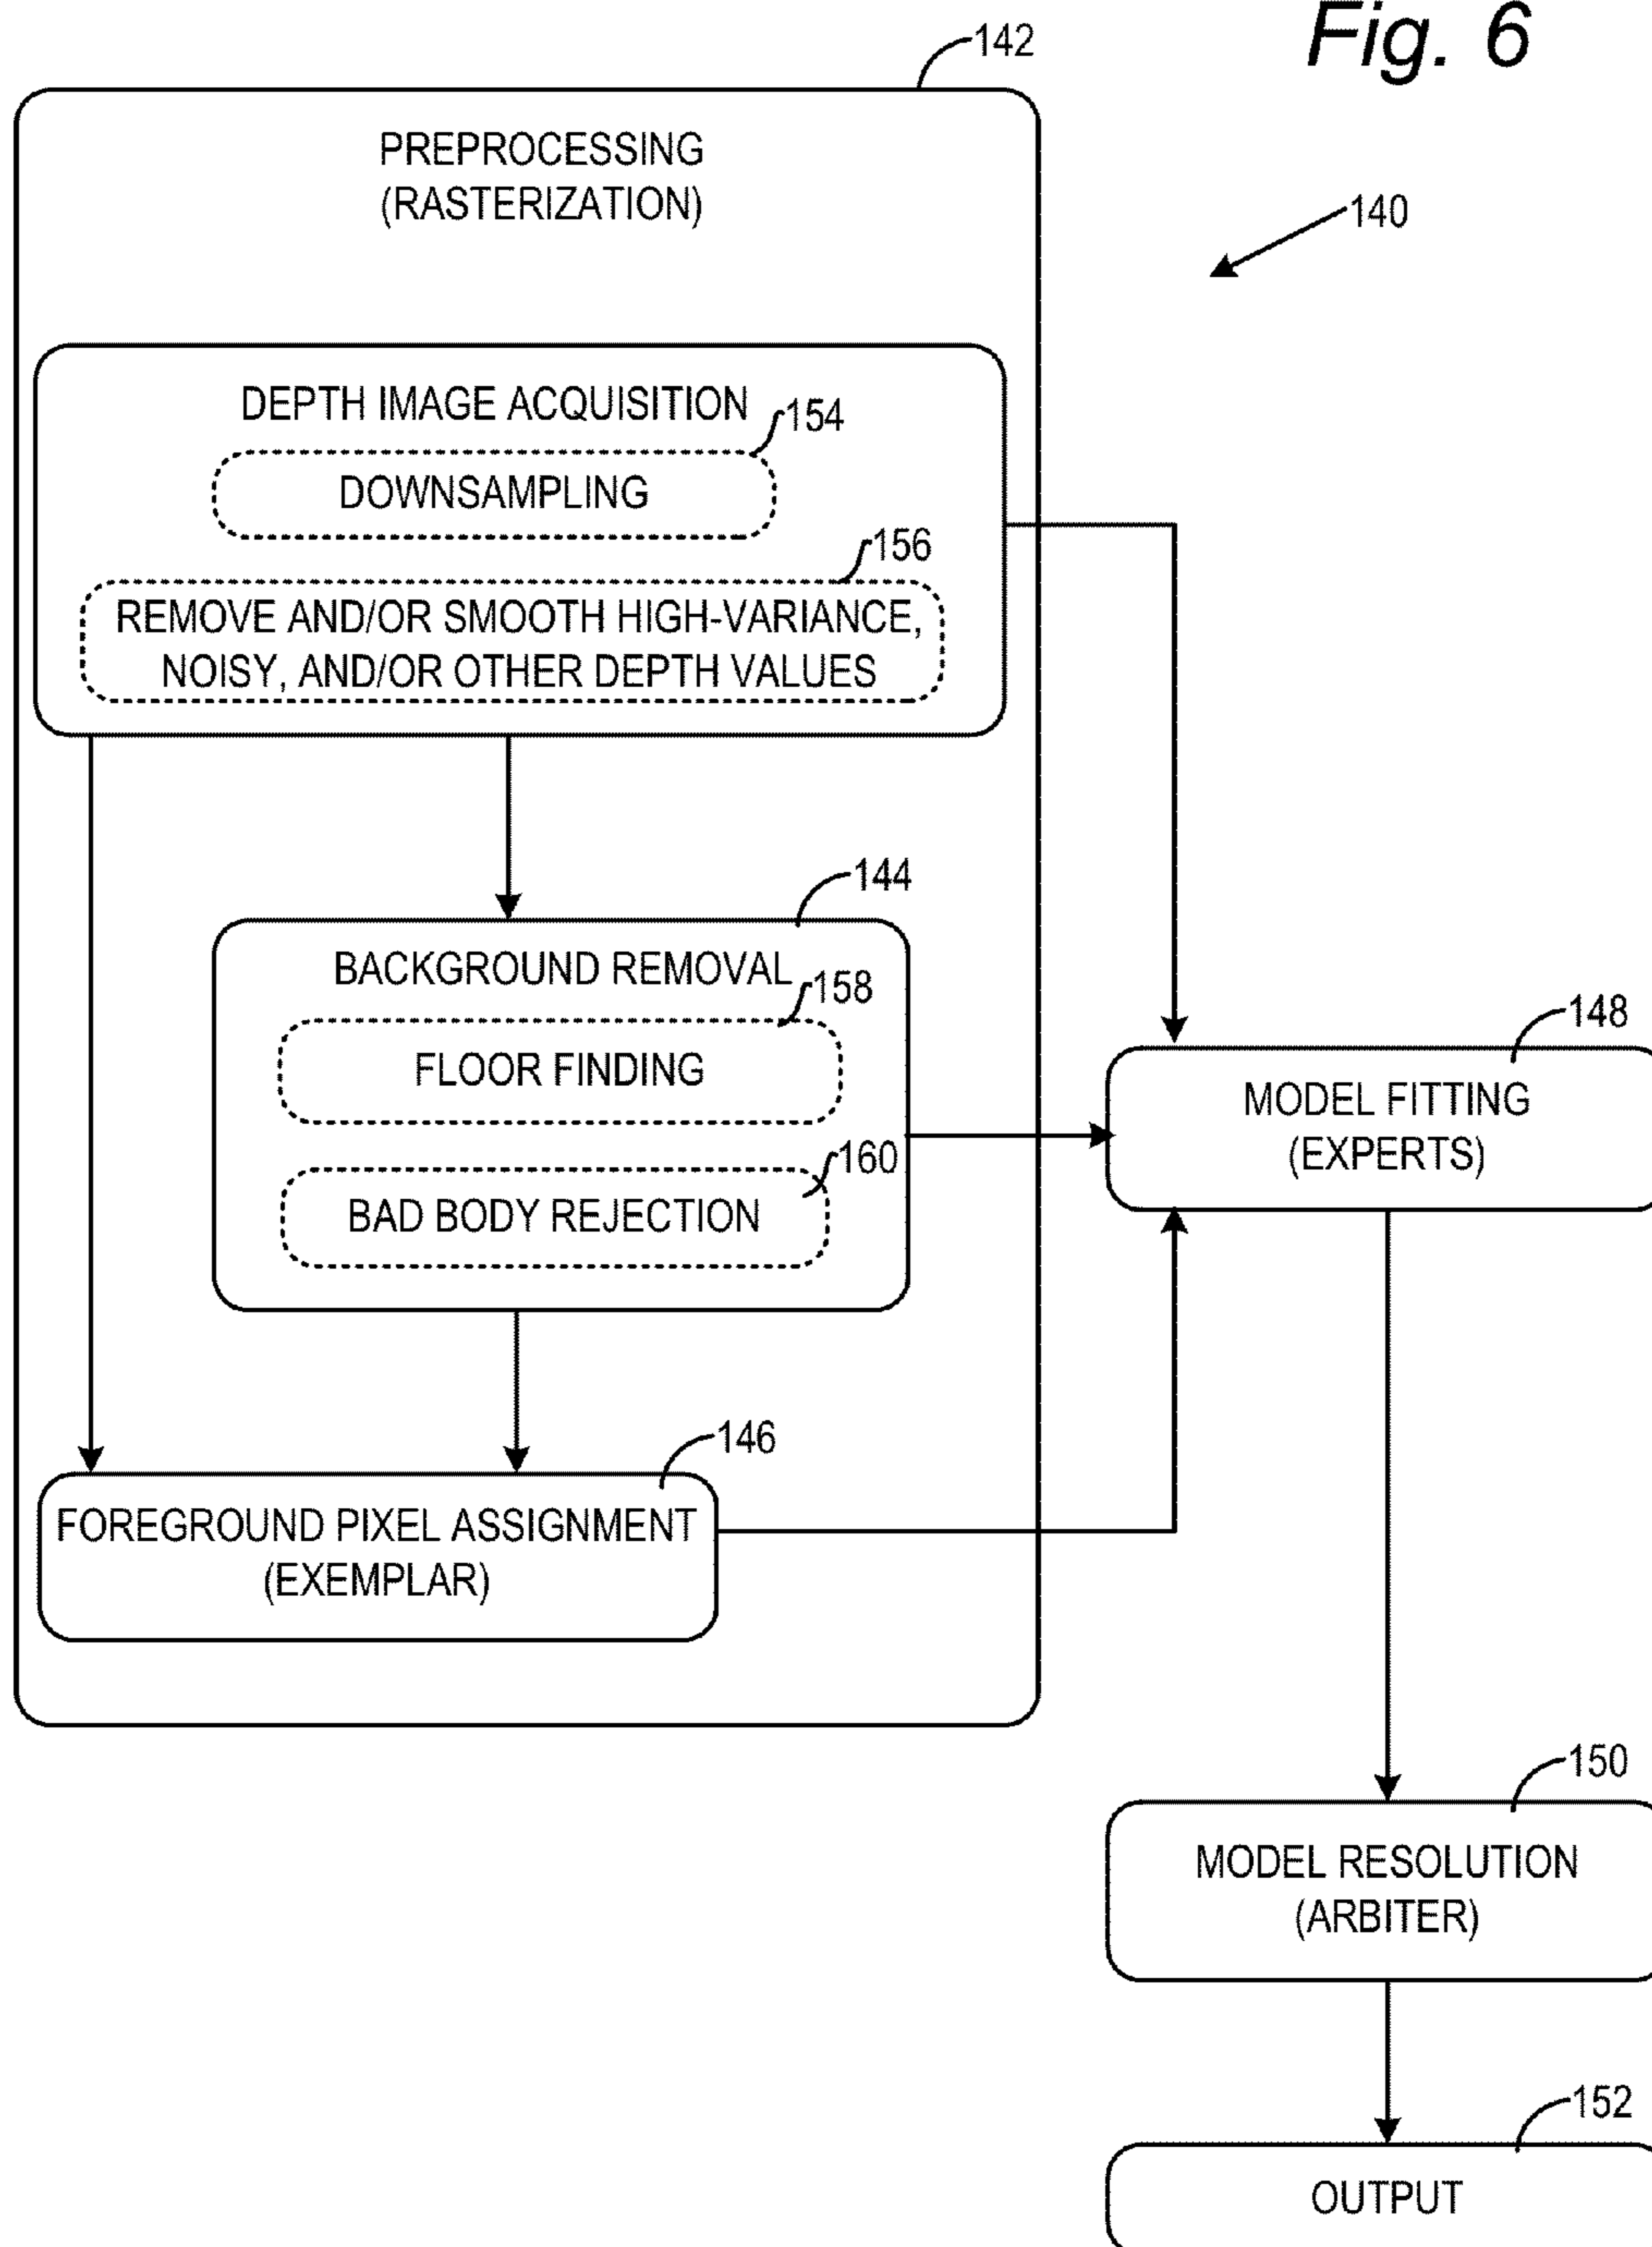 Fig. 6
142
PREPROCESSING
(RASTERIZATION)
140
DEPTH IMAGE ACQUISITION
154
DOWNSAMPLING
156
REMOVE AND/OR SMOOTH HIGH-VARIANCE,
NOISY, AND/OR OTHER DEPTH VALUES
144
BACKGROUND REMOVAL
158
FLOOR FINDING
160
BAD BODY REJECTION
148
MODEL FITTING
(EXPERTS)
146
FOREGROUND PIXEL ASSIGNMENT
(EXEMPLAR)
150
MODEL RESOLUTION
(ARBITER)
152
OUTPUT